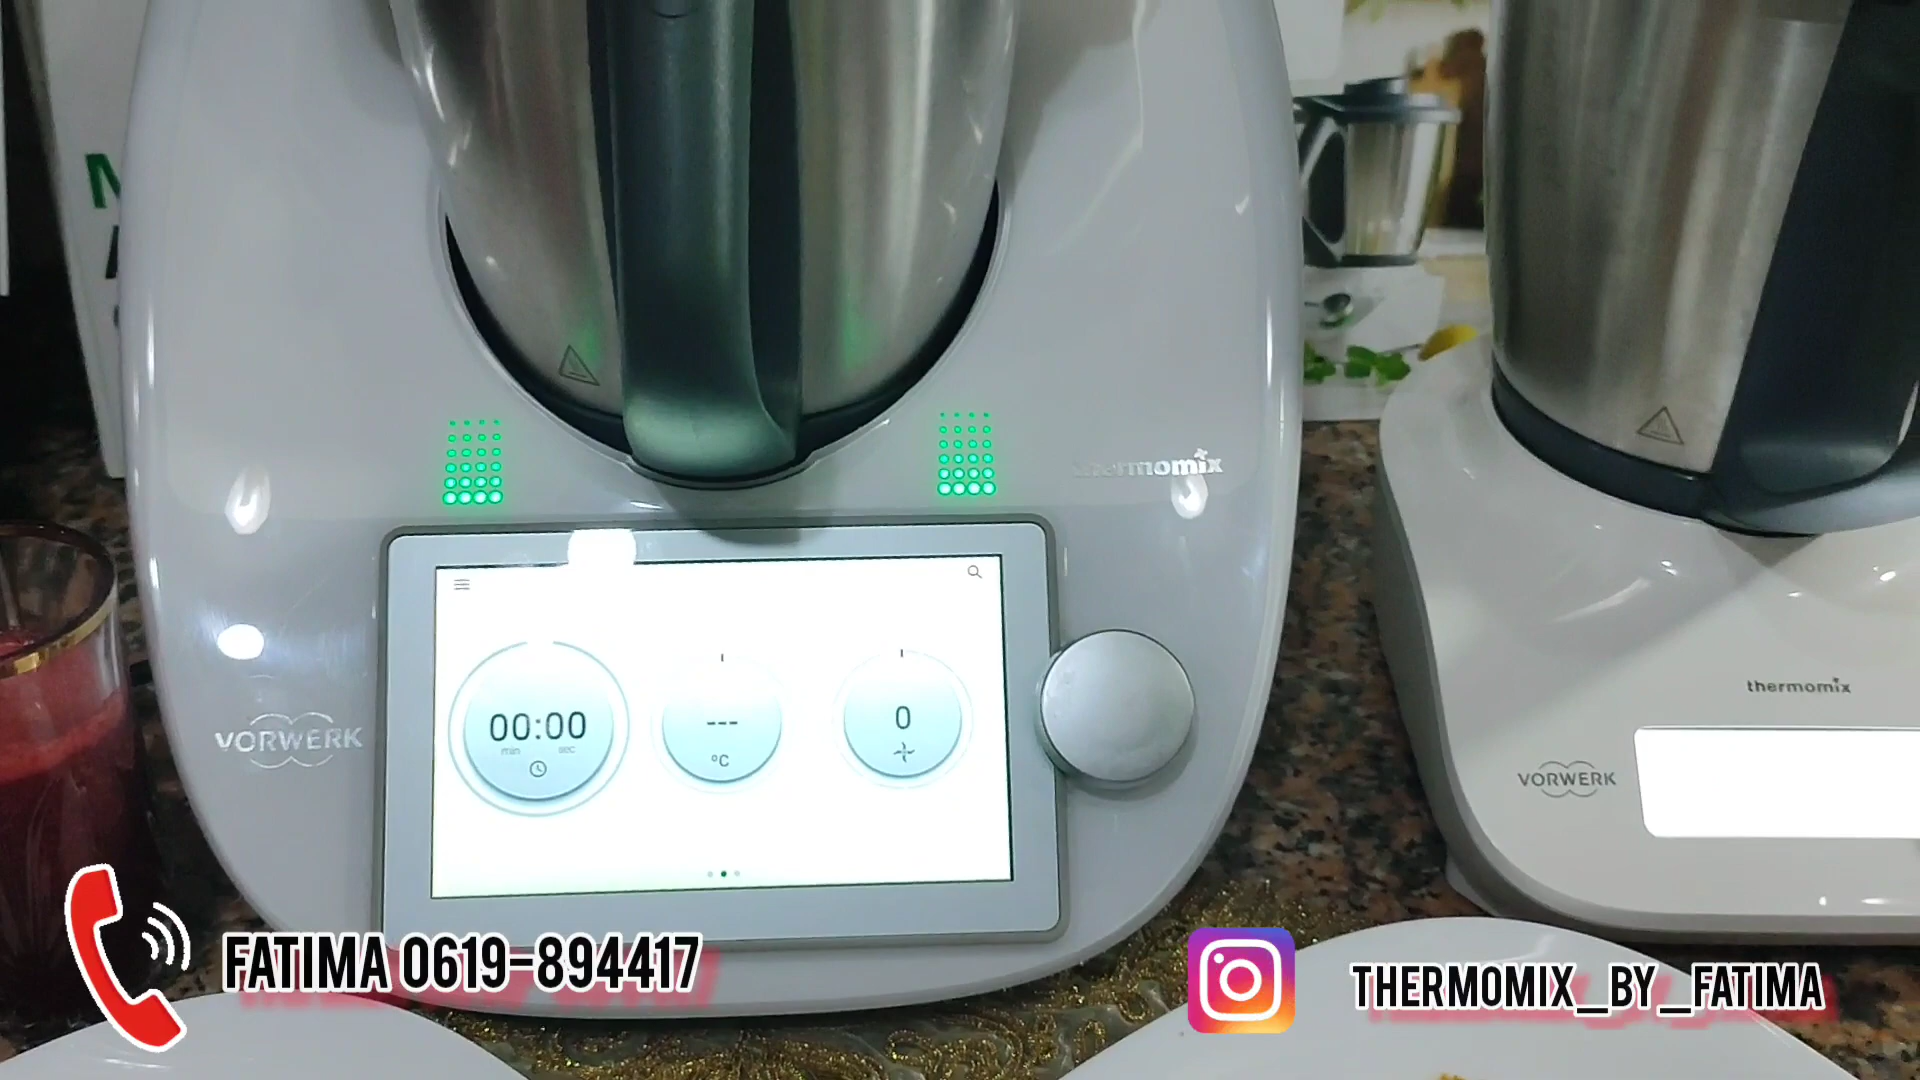 thermomix
00:00
min sec
---
°C
0
VORWERK
thermomix
VORWERK
FATIMA 0619-894417
THERMOMIX_BY_FATIMA